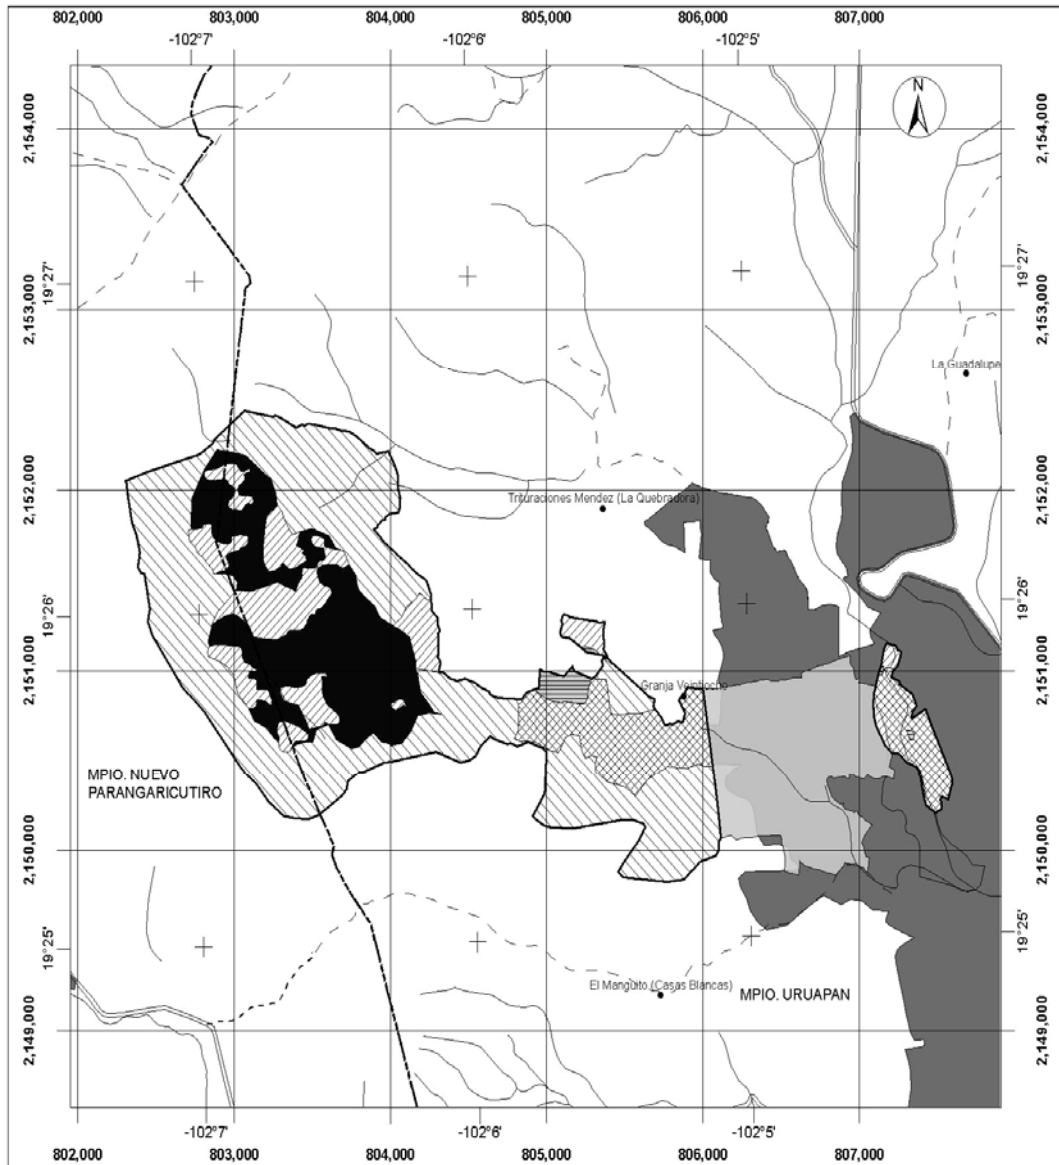 802,000 803,000 804,000 805,000 806,000 807,000
-102°7' -102°6' -102°5'
N
2,154,000 2,154,000
19°27' 19°27'
2,153,000 2,153,000
La Guadalupe
2,152,000 2,152,000
Trituraciones Mendez (La Quebradora)
19°26' 19°26'
2,151,000 2,151,000
Granja Veintiocho
MPIO. NUEVO
PARANGARICUTIRO
2,150,000 2,150,000
19°25' 19°25'
El Manguito (Casas Blancas)
MPIO. URUAPAN
2,149,000 2,149,000
-102°7' -102°6' -102°5'
802,000 803,000 804,000 805,000 806,000 807,000